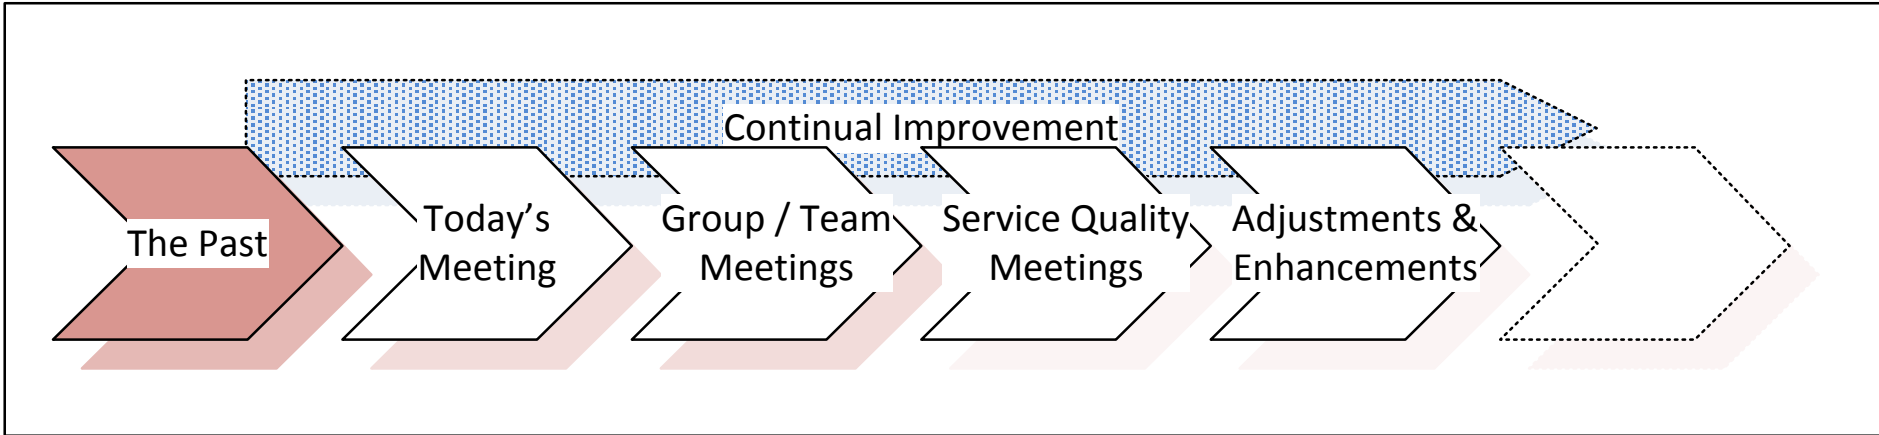 Continual Improvement
The Past
Today’s
Meeting
Group / Team
Meetings
Service Quality
Meetings
Adjustments &
Enhancements